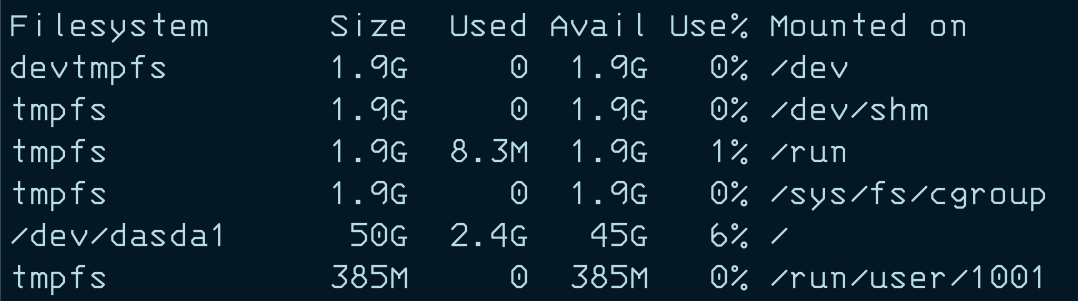 Filesystem      Size  Used Avail Use% Mounted on
devtmpfs        1.9G     0  1.9G   0% /dev
tmpfs           1.9G     0  1.9G   0% /dev/shm
tmpfs           1.9G  8.3M  1.9G   1% /run
tmpfs           1.9G     0  1.9G   0% /sys/fs/cgroup
/dev/dasda1      50G  2.4G   45G   6% /
tmpfs           385M     0  385M   0% /run/user/1001